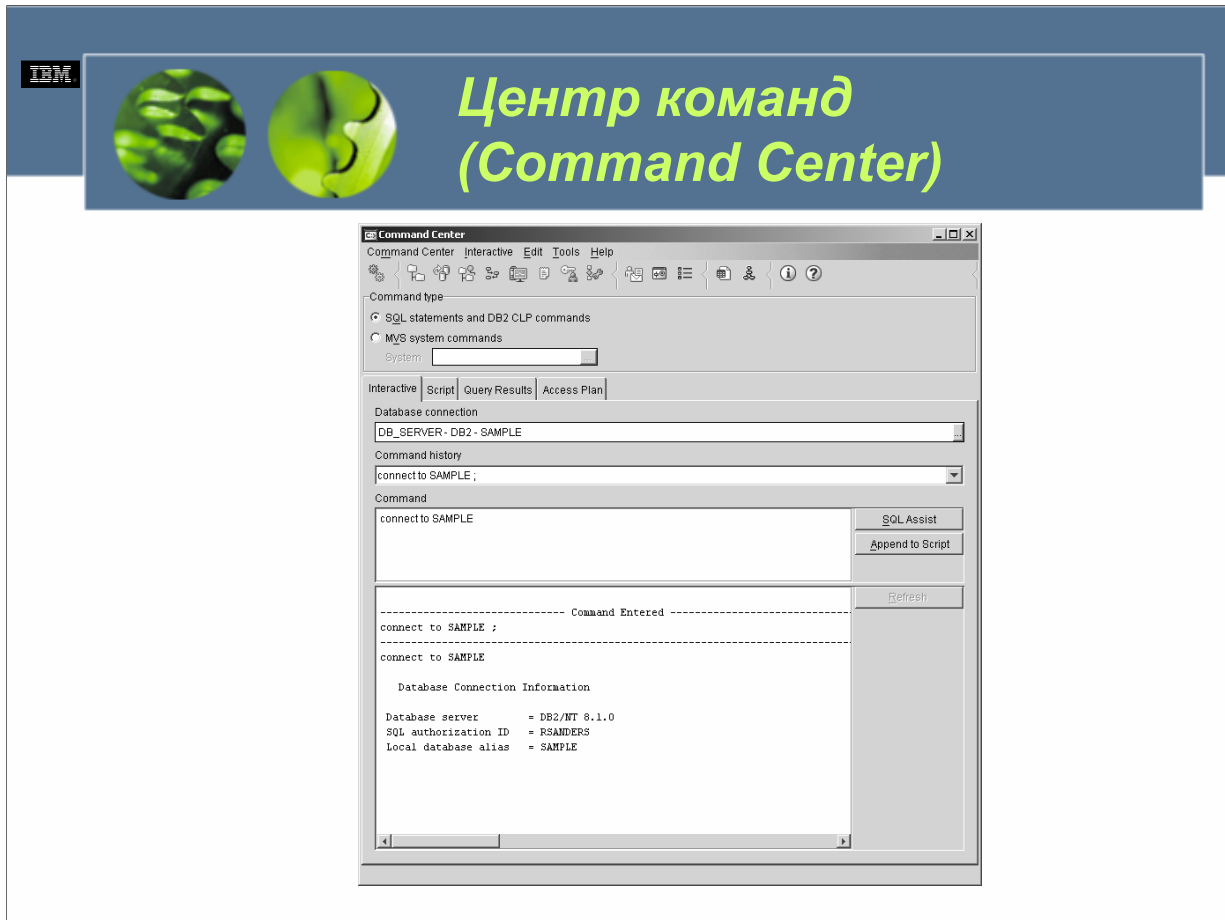 IBM
Центр команд
(Command Center)
Command Center
Command Center Interactive Edit Tools Help
Command type
SQL statements and DB2 CLP commands
MVS system commands
System
...
Interactive Script Query Results Access Plan
Database connection
DB_SERVER - DB2 - SAMPLE
...
Command history
connect to SAMPLE ;
Command
connect to SAMPLE
SQL Assist
Append to Script
Refresh
------------------------------ Command Entered ------------------------------
connect to SAMPLE ;
-----------------------------------------------------------------------------
connect to SAMPLE
Database Connection Information
Database server = DB2/NT 8.1.0
SQL authorization ID = RSANDERS
Local database alias = SAMPLE